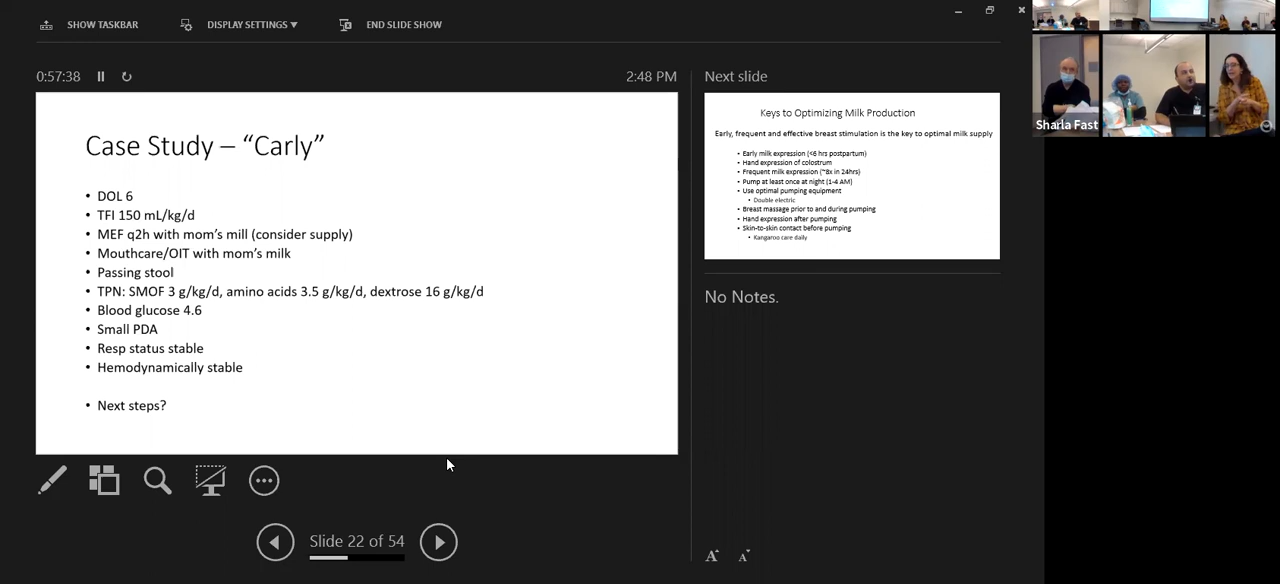 SHOW TASKBAR
DISPLAY SETTINGS ▼
END SLIDE SHOW
0:57:38
2:48 PM
Next slide
Case Study – “Carly”
• DOL 6
• TFI 150 mL/kg/d
• MEF q2h with mom’s mill (consider supply)
• Mouthcare/OIT with mom’s milk
• Passing stool
• TPN: SMOF 3 g/kg/d, amino acids 3.5 g/kg/d, dextrose 16 g/kg/d
• Blood glucose 4.6
• Small PDA
• Resp status stable
• Hemodynamically stable
• Next steps?
Keys to Optimizing Milk Production
Early, frequent and effective breast stimulation is the key to optimal milk supply
• Early milk expression (<6 hrs postpartum)
• Hand expression of colostrum
• Frequent milk expression (~8x in 24hrs)
• Pump at least once at night (1-4 AM)
• Use optimal pumping equipment
• Double electric
• Breast massage prior to and during pumping
• Hand expression after pumping
• Skin-to-skin contact before pumping
• Kangaroo care daily
No Notes.
Slide 22 of 54
A A
Sharla Fast